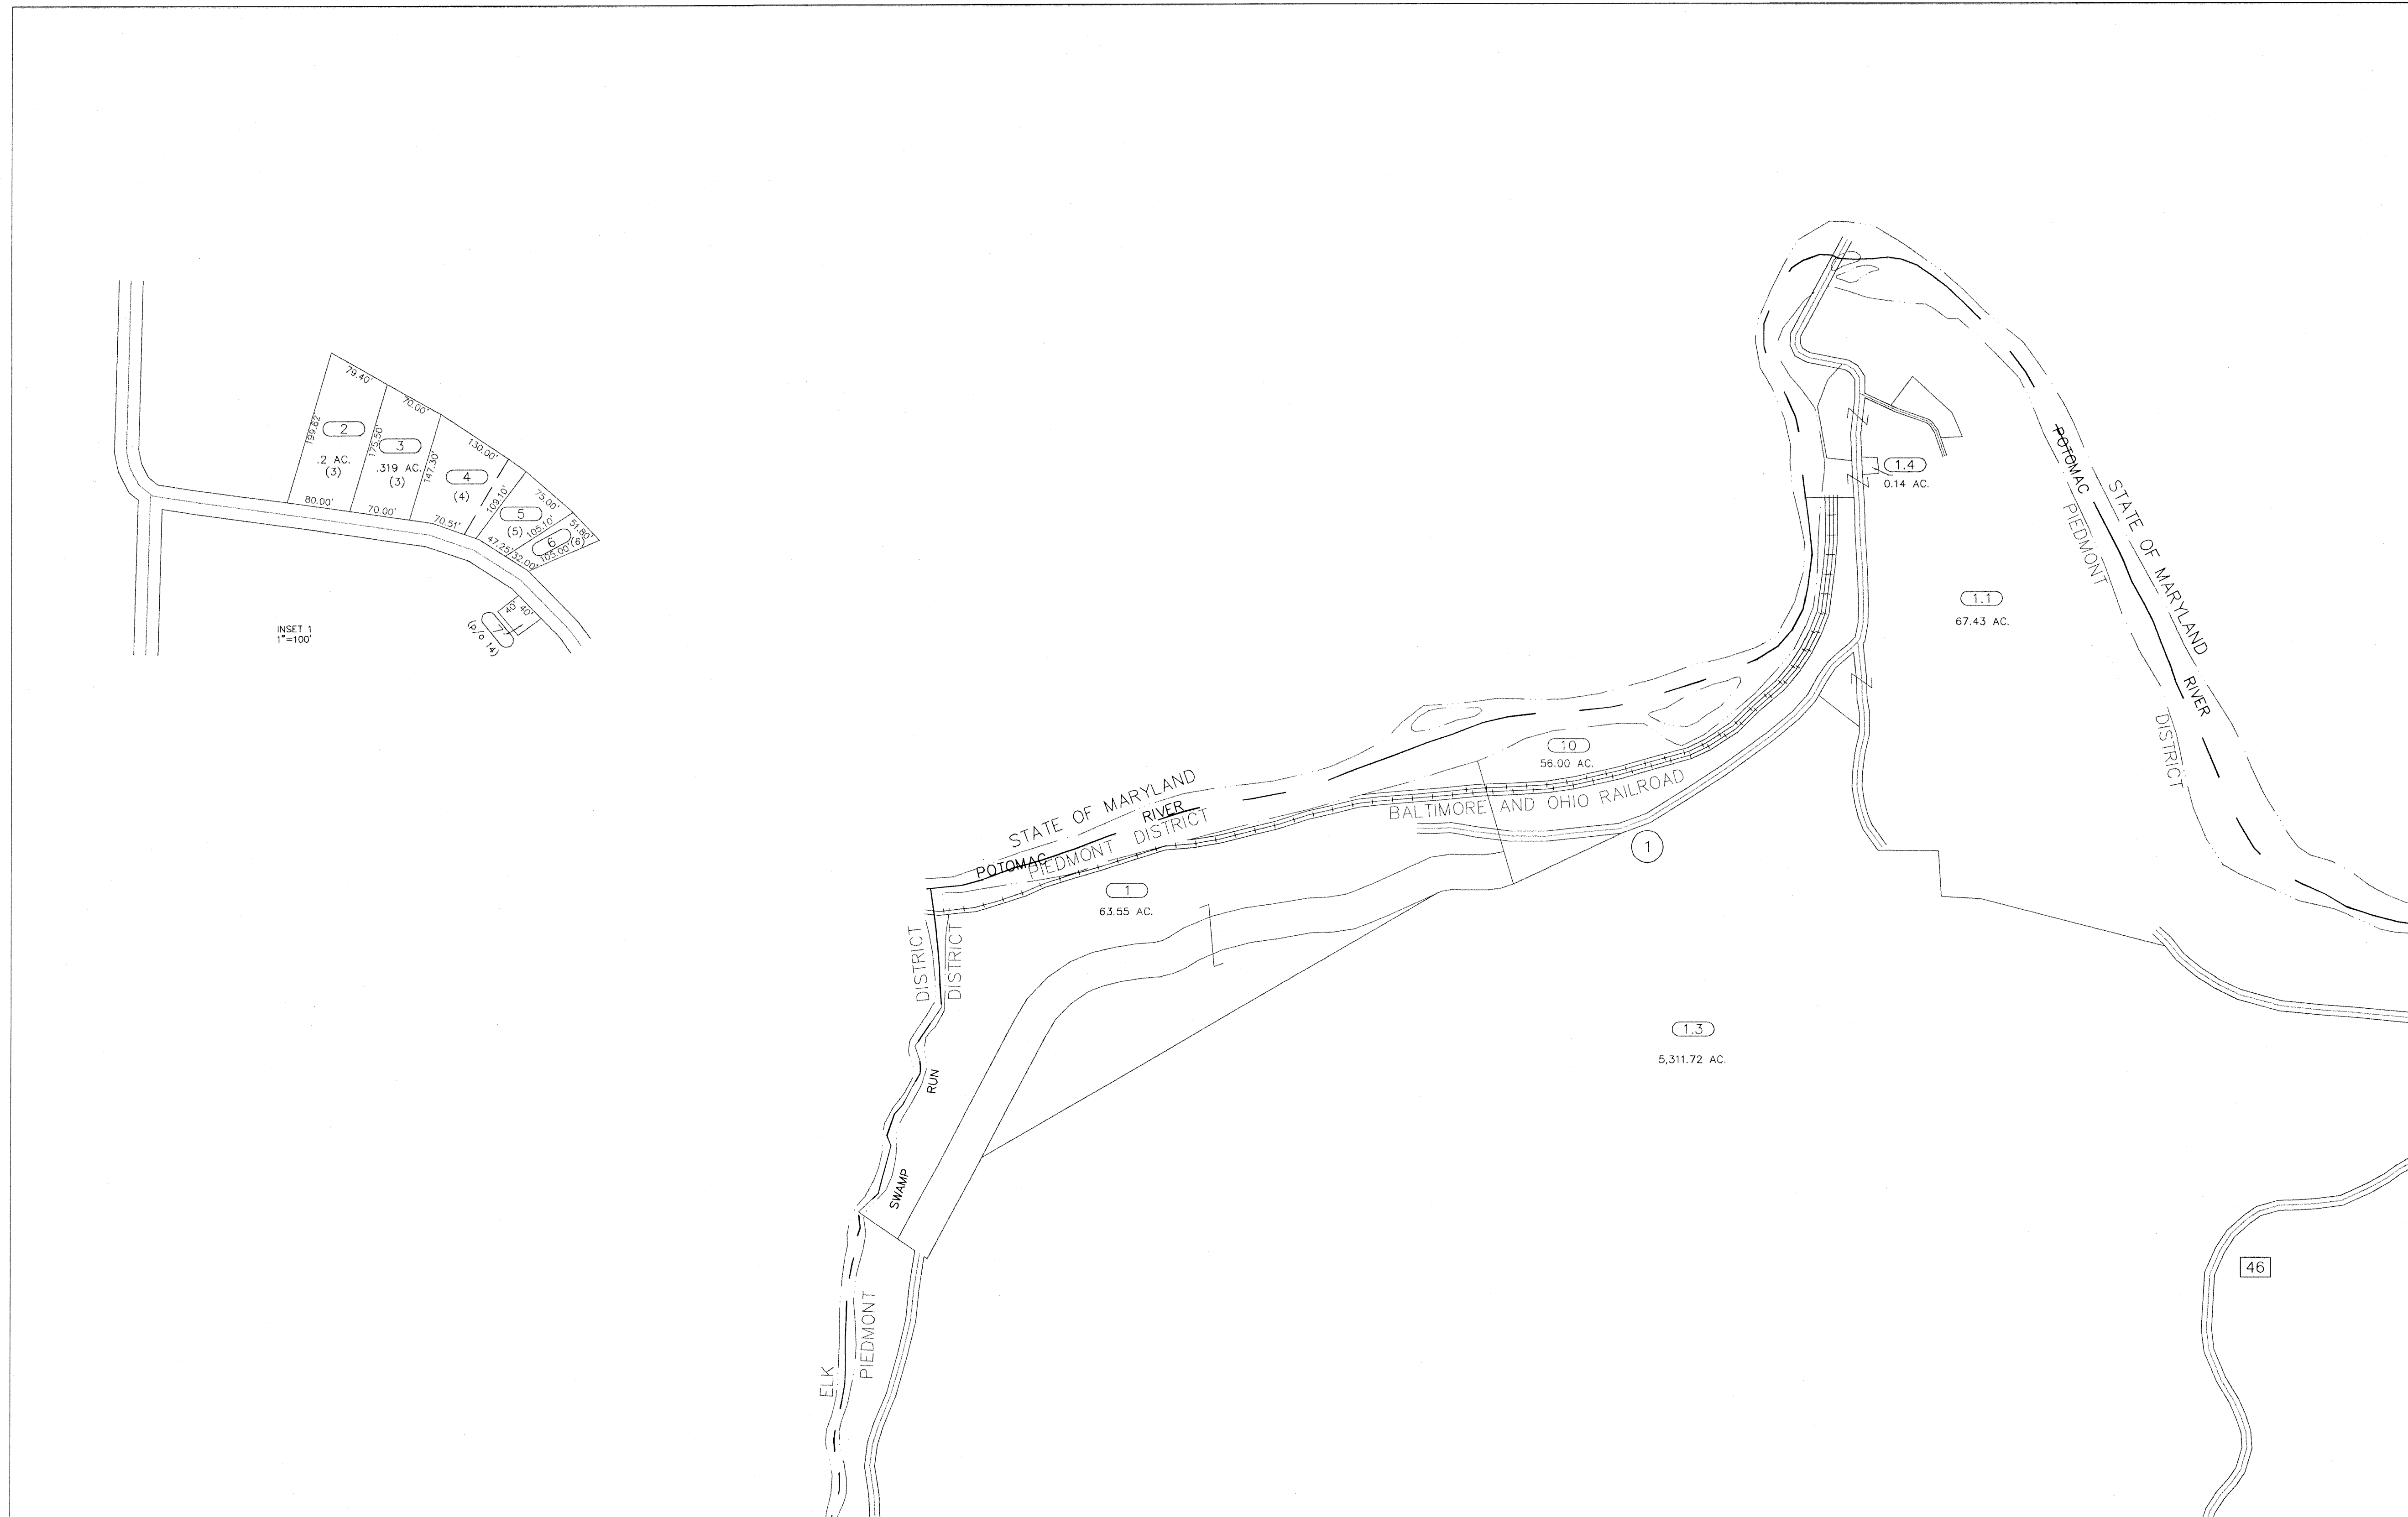 79.40'
199.62'
2
.2 AC.
(3)
80.00'
70.00'
175.50'
3
.319 AC.
(3)
70.00'
130.00'
147.30'
4
(4)
70.51'
109.10'
75.00'
5
(5)
105.10'
47.25'
51.80'
6
(6)
105.00'
32.00'
40'
40'
7
(p/o 14)
INSET 1
1"=100'
1.4
0.14 AC.
1.1
67.43 AC.
POTOMAC
RIVER
STATE OF MARYLAND
PIEDMONT
DISTRICT
10
56.00 AC.
BALTIMORE AND OHIO RAILROAD
STATE OF MARYLAND
POTOMAC
RIVER
PIEDMONT DISTRICT
1
1
63.55 AC.
DISTRICT
DISTRICT
1.3
5,311.72 AC.
RUN
SWAMP
46
ELK
PIEDMONT